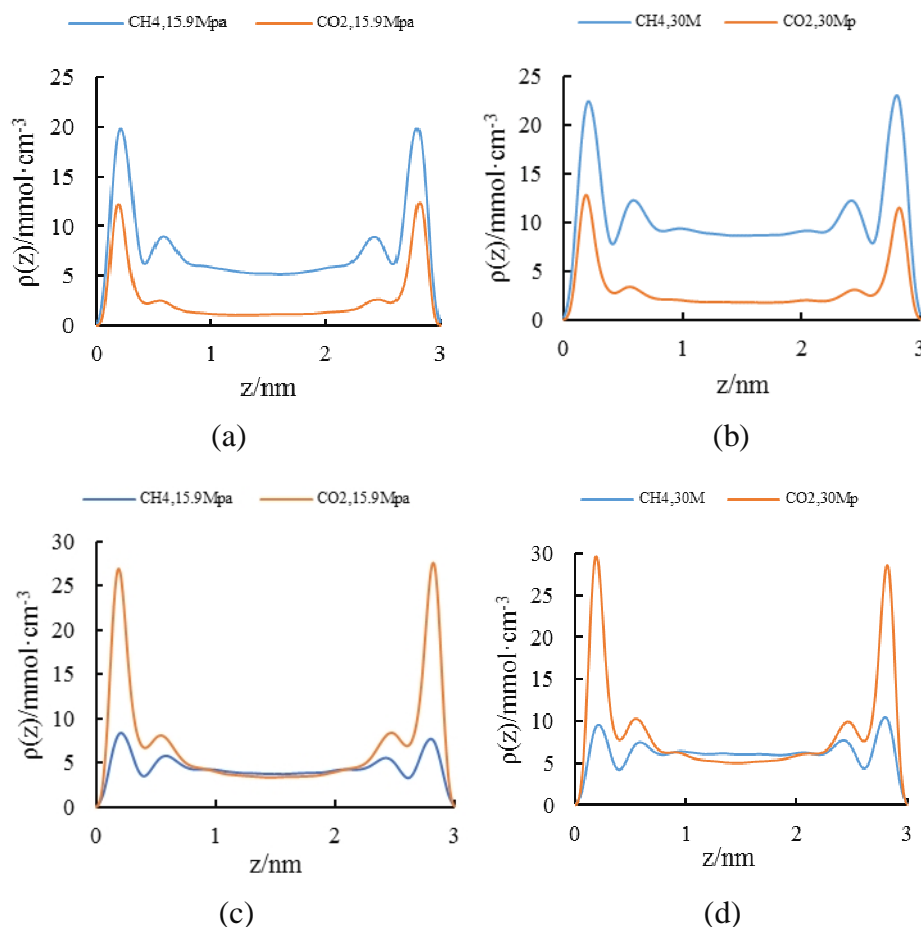 CH4,15.9Mpa CO2,15.9Mpa
25
20
15
10
5
0
0 1 2 3
ρ(z)/mmol·cm-3
z/nm
(a)
CH4,30M CO2,30Mp
25
20
15
10
5
0
0 1 2 3
ρ(z)/mmol·cm-3
z/nm
(b)
CH4,15.9Mpa CO2,15.9Mpa
30
25
20
15
10
5
0
0 1 2 3
ρ(z)/mmol·cm-3
z/nm
(c)
CH4,30M CO2,30Mp
30
25
20
15
10
5
0
0 1 2 3
ρ(z)/mmol·cm-3
z/nm
(d)